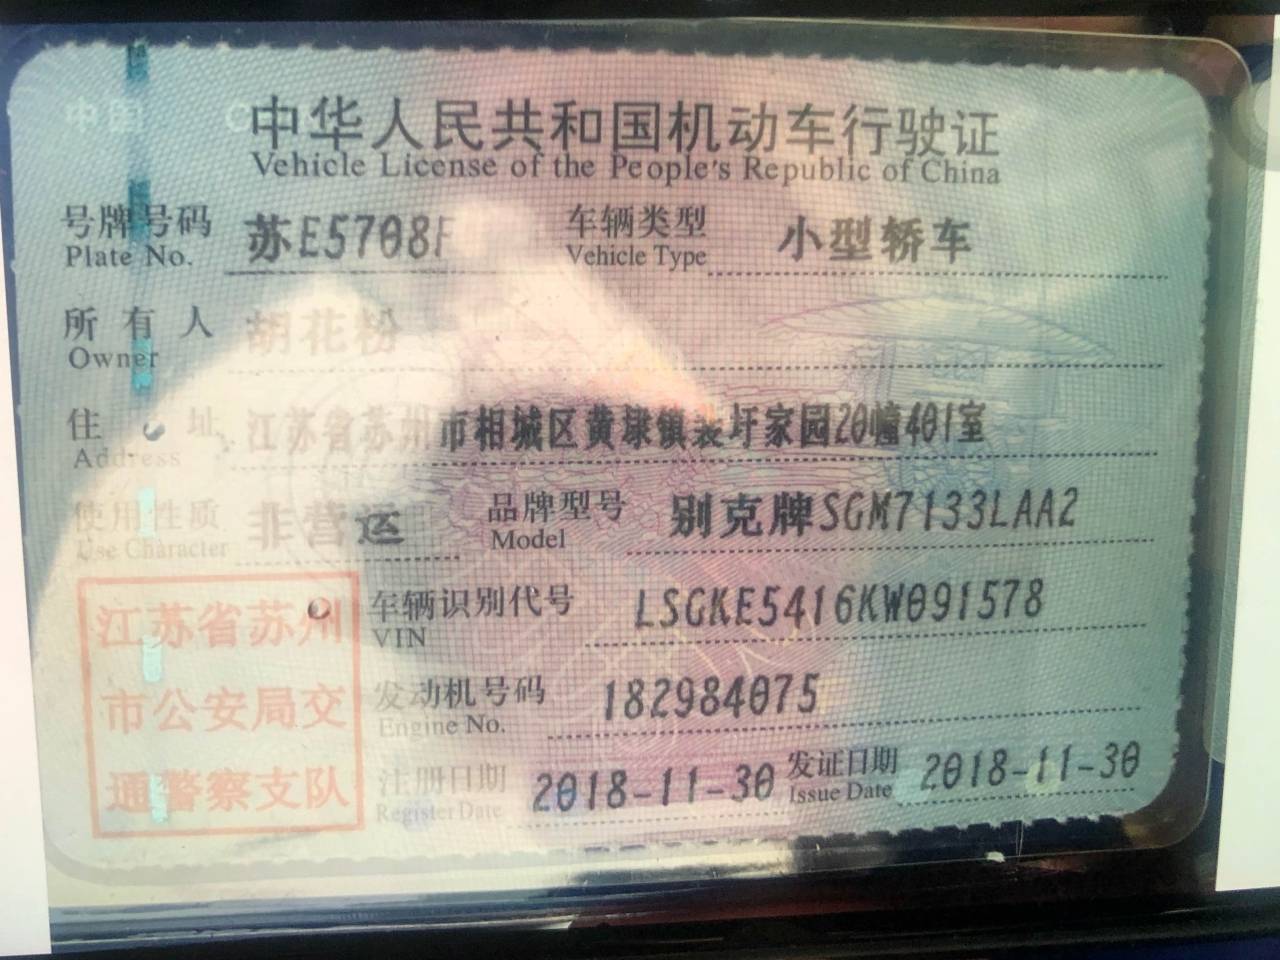 中华人民共和国机动车行驶证
Vehicle License of the People's Republic of China
号牌号码 苏E5708F 车辆类型 小型轿车
Plate No. Vehicle Type
所有人 胡花粉
Owner
住址 江苏省苏州市相城区黄埭镇裴圩家园20幢401室
Address
使用性质 非营运 品牌型号 别克牌SGM7133LAA2
Use Character Model
江苏省苏州
市公安局交
通警察支队
车辆识别代号 LSGKE5416KW091578
VIN
发动机号码 182984075
Engine No.
注册日期 2018-11-30 发证日期 2018-11-30
Register Date Issue Date